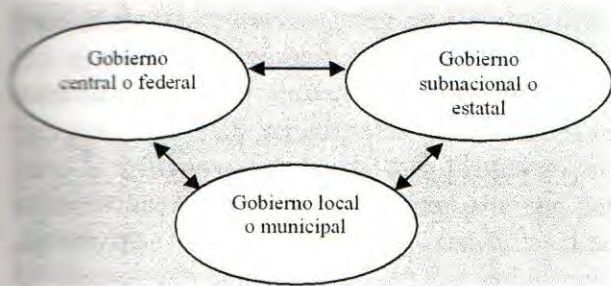 Gobierno
central o federal
Gobierno
subnacional o
estatal
Gobierno local
o municipal